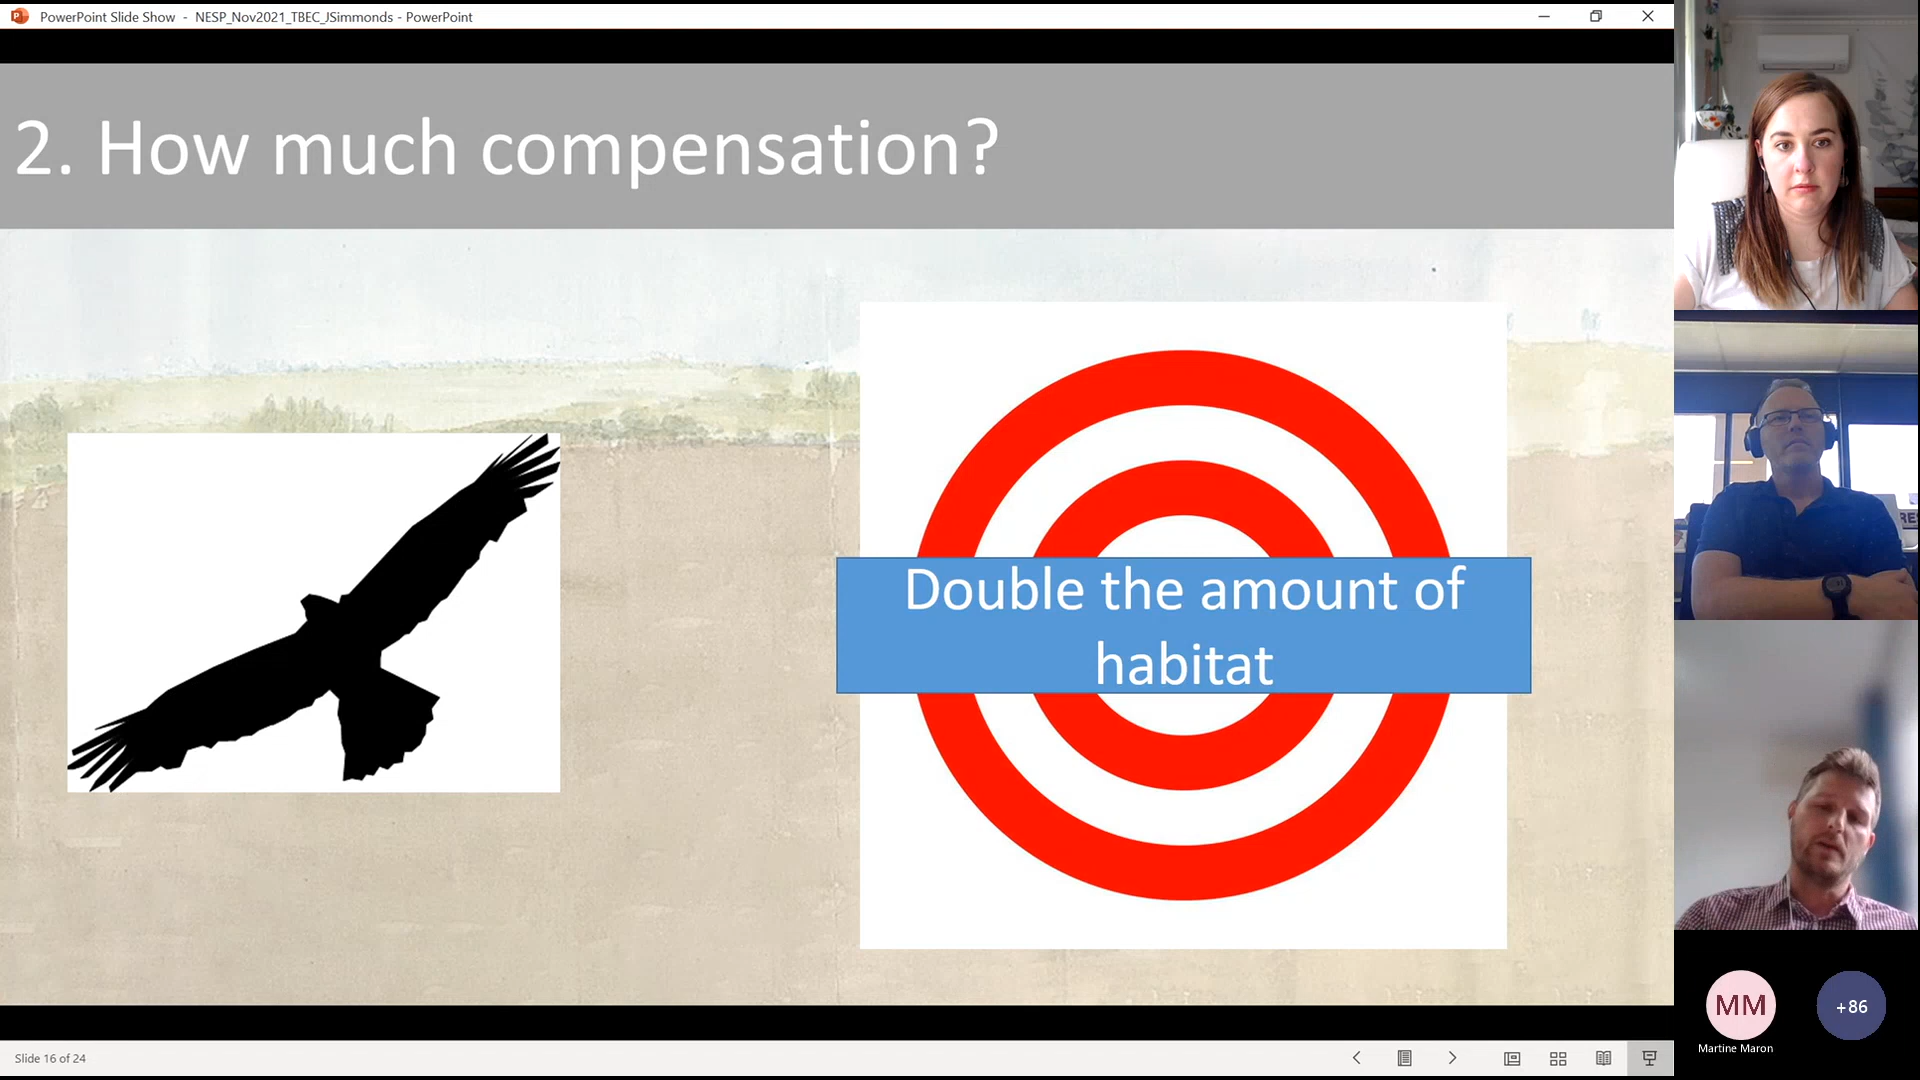 PowerPoint Slide Show - NESP_Nov2021_TBEC_JSimmonds - PowerPoint
2. How much compensation?
Double the amount of
habitat
RES
MM
+86
Martine Maron
Slide 16 of 24